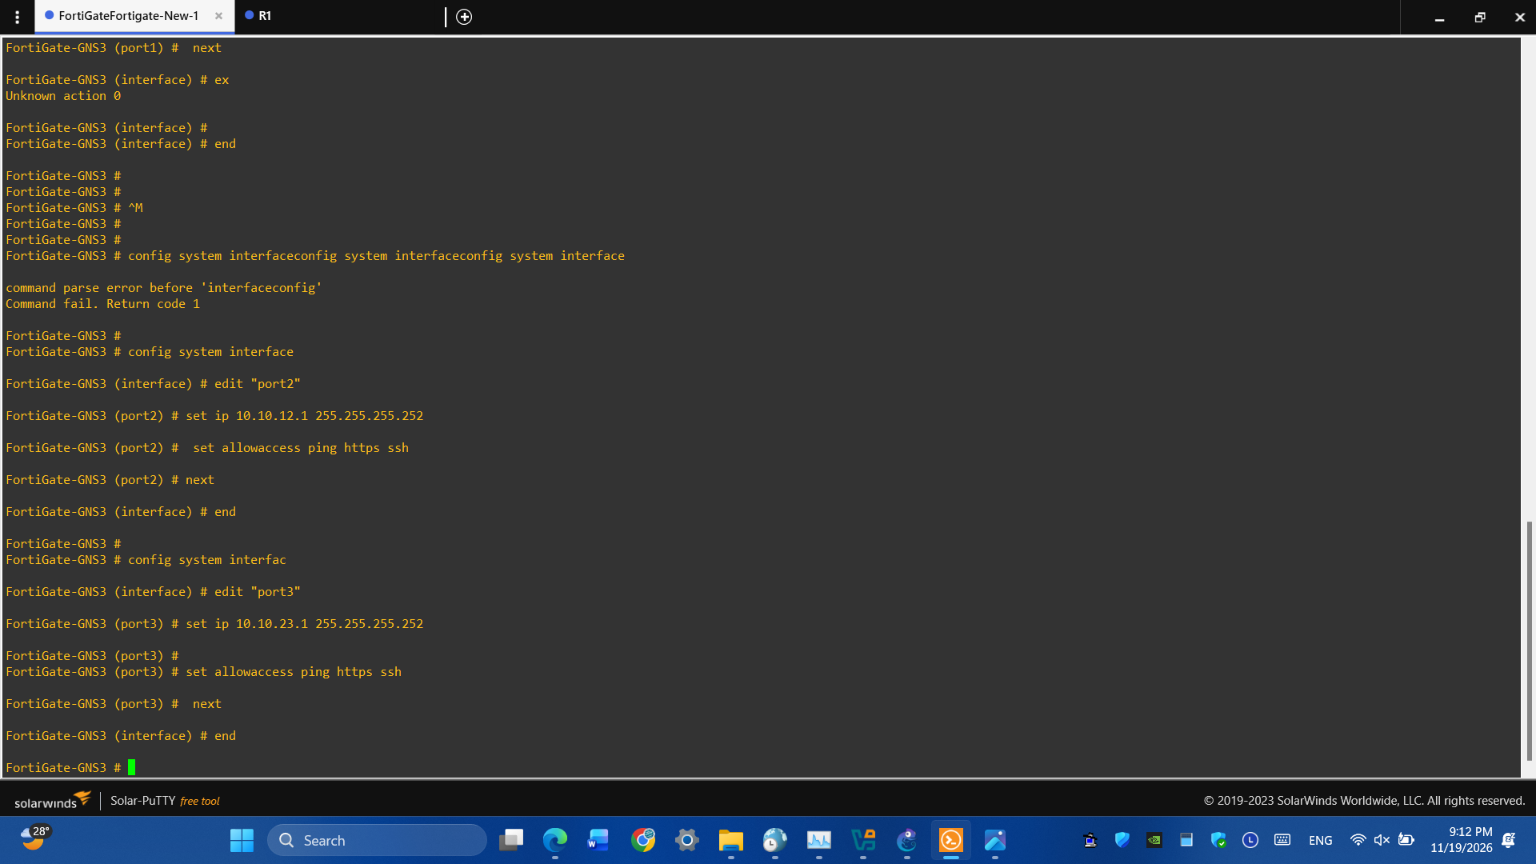 FortiGateFortigate-New-1
R1
FortiGate-GNS3 (port1) #  next
FortiGate-GNS3 (interface) # ex
Unknown action 0
FortiGate-GNS3 (interface) #
FortiGate-GNS3 (interface) # end
FortiGate-GNS3 #
FortiGate-GNS3 #
FortiGate-GNS3 # ^M
FortiGate-GNS3 #
FortiGate-GNS3 #
FortiGate-GNS3 # config system interfaceconfig system interfaceconfig system interface
command parse error before 'interfaceconfig'
Command fail. Return code 1
FortiGate-GNS3 #
FortiGate-GNS3 # config system interface
FortiGate-GNS3 (interface) # edit "port2"
FortiGate-GNS3 (port2) # set ip 10.10.12.1 255.255.255.252
FortiGate-GNS3 (port2) #  set allowaccess ping https ssh
FortiGate-GNS3 (port2) # next
FortiGate-GNS3 (interface) # end
FortiGate-GNS3 #
FortiGate-GNS3 # config system interfac
FortiGate-GNS3 (interface) # edit "port3"
FortiGate-GNS3 (port3) # set ip 10.10.23.1 255.255.255.252
FortiGate-GNS3 (port3) #
FortiGate-GNS3 (port3) # set allowaccess ping https ssh
FortiGate-GNS3 (port3) #  next
FortiGate-GNS3 (interface) # end
FortiGate-GNS3 #
solarwinds Solar-PuTTY free tool
© 2019-2023 SolarWinds Worldwide, LLC. All rights reserved.
28°
Search
ENG
9:12 PM
11/19/2026